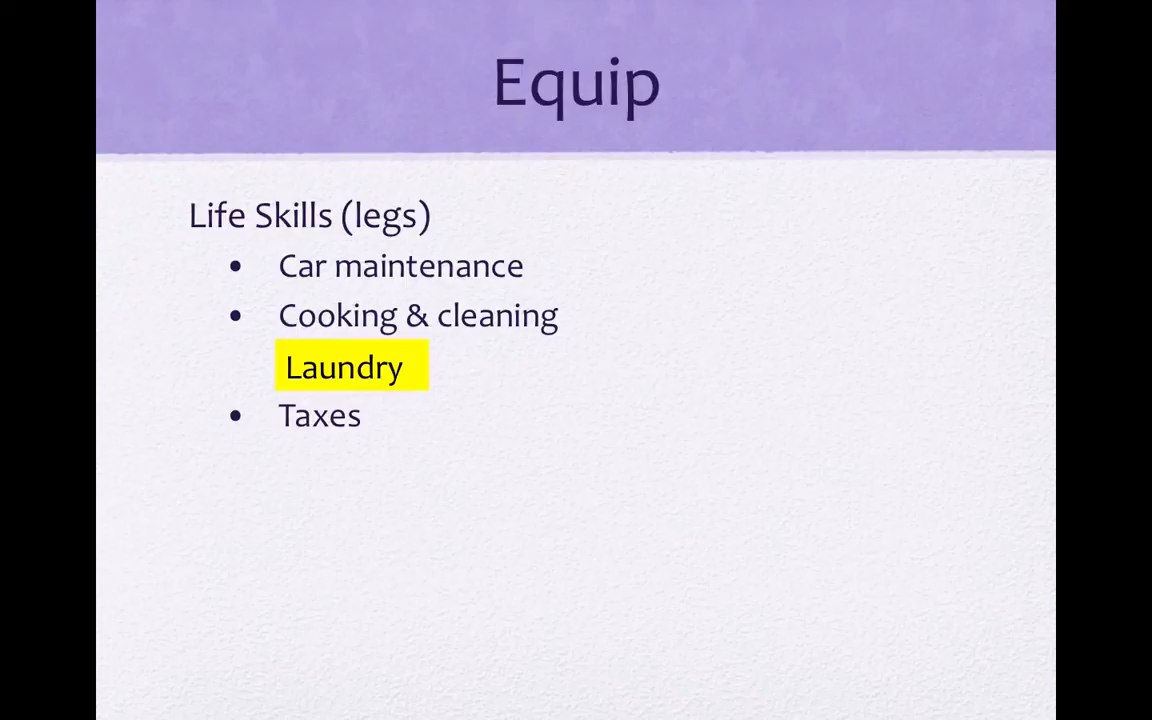 Equip
Life Skills (legs)
• Car maintenance
• Cooking & cleaning
Laundry
• Taxes